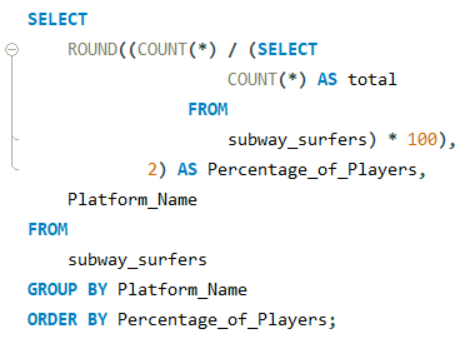 SELECT
ROUND((COUNT(*) / (SELECT
COUNT(*) AS total
FROM
subway_surfers) * 100),
2) AS Percentage_of_Players,
Platform_Name
FROM
subway_surfers
GROUP BY Platform_Name
ORDER BY Percentage_of_Players;